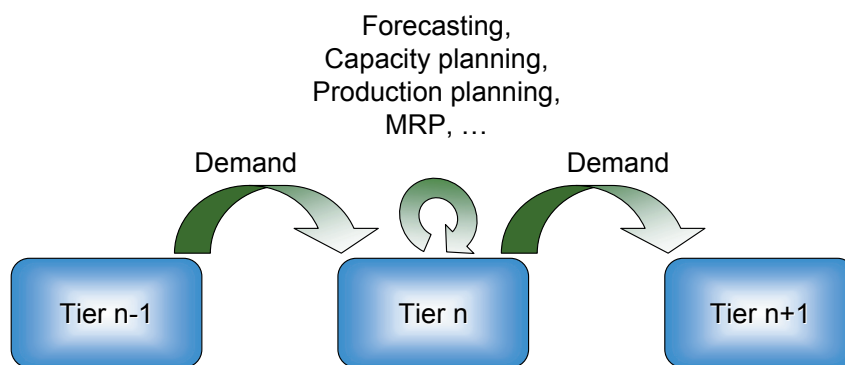 Forecasting,
Capacity planning,
Production planning,
MRP, …
Demand
Demand
Tier n-1
Tier n
Tier n+1